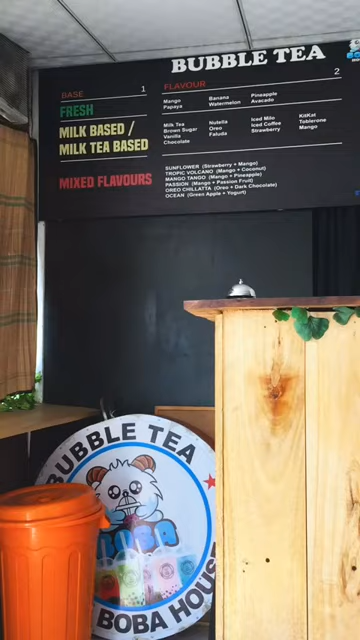 BUBBLE TEA
BASE 1
FLAVOUR 2
FRESH
Mango Banana Pineapple
Papaya Watermelon Avacado
MILK BASED /
MILK TEA BASED
Milk Tea Nutella Iced Milo KitKat
Brown Sugar Oreo Iced Coffee Toblerone
Vanilla Faluda Strawberry Mango
Chocolate
MIXED FLAVOURS
SUNFLOWER (Strawberry + Mango)
TROPIC VOLCANO (Mango + Coconut)
MANGO TANGO (Mango + Pineapple)
PASSION (Mango + Passion Fruit)
OREO CHILLATTA (Oreo + Dark Chocolate)
OCEAN (Green Apple + Yogurt)
BUBBLE TEA
BOBA HOUSE